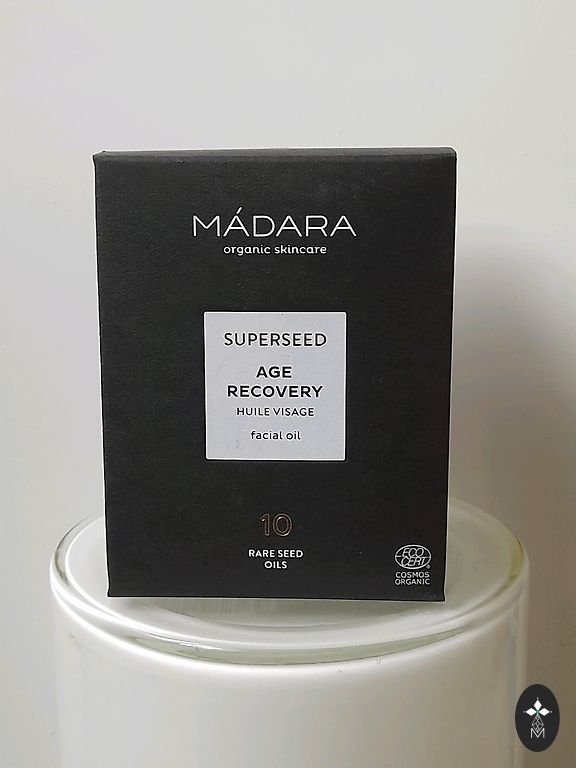 MÁDARA
organic skincare
SUPERSEED
AGE
RECOVERY
HUILE VISAGE
facial oil
10
RARE SEED
OILS
ECO
CERT
COSMOS
ORGANIC
M